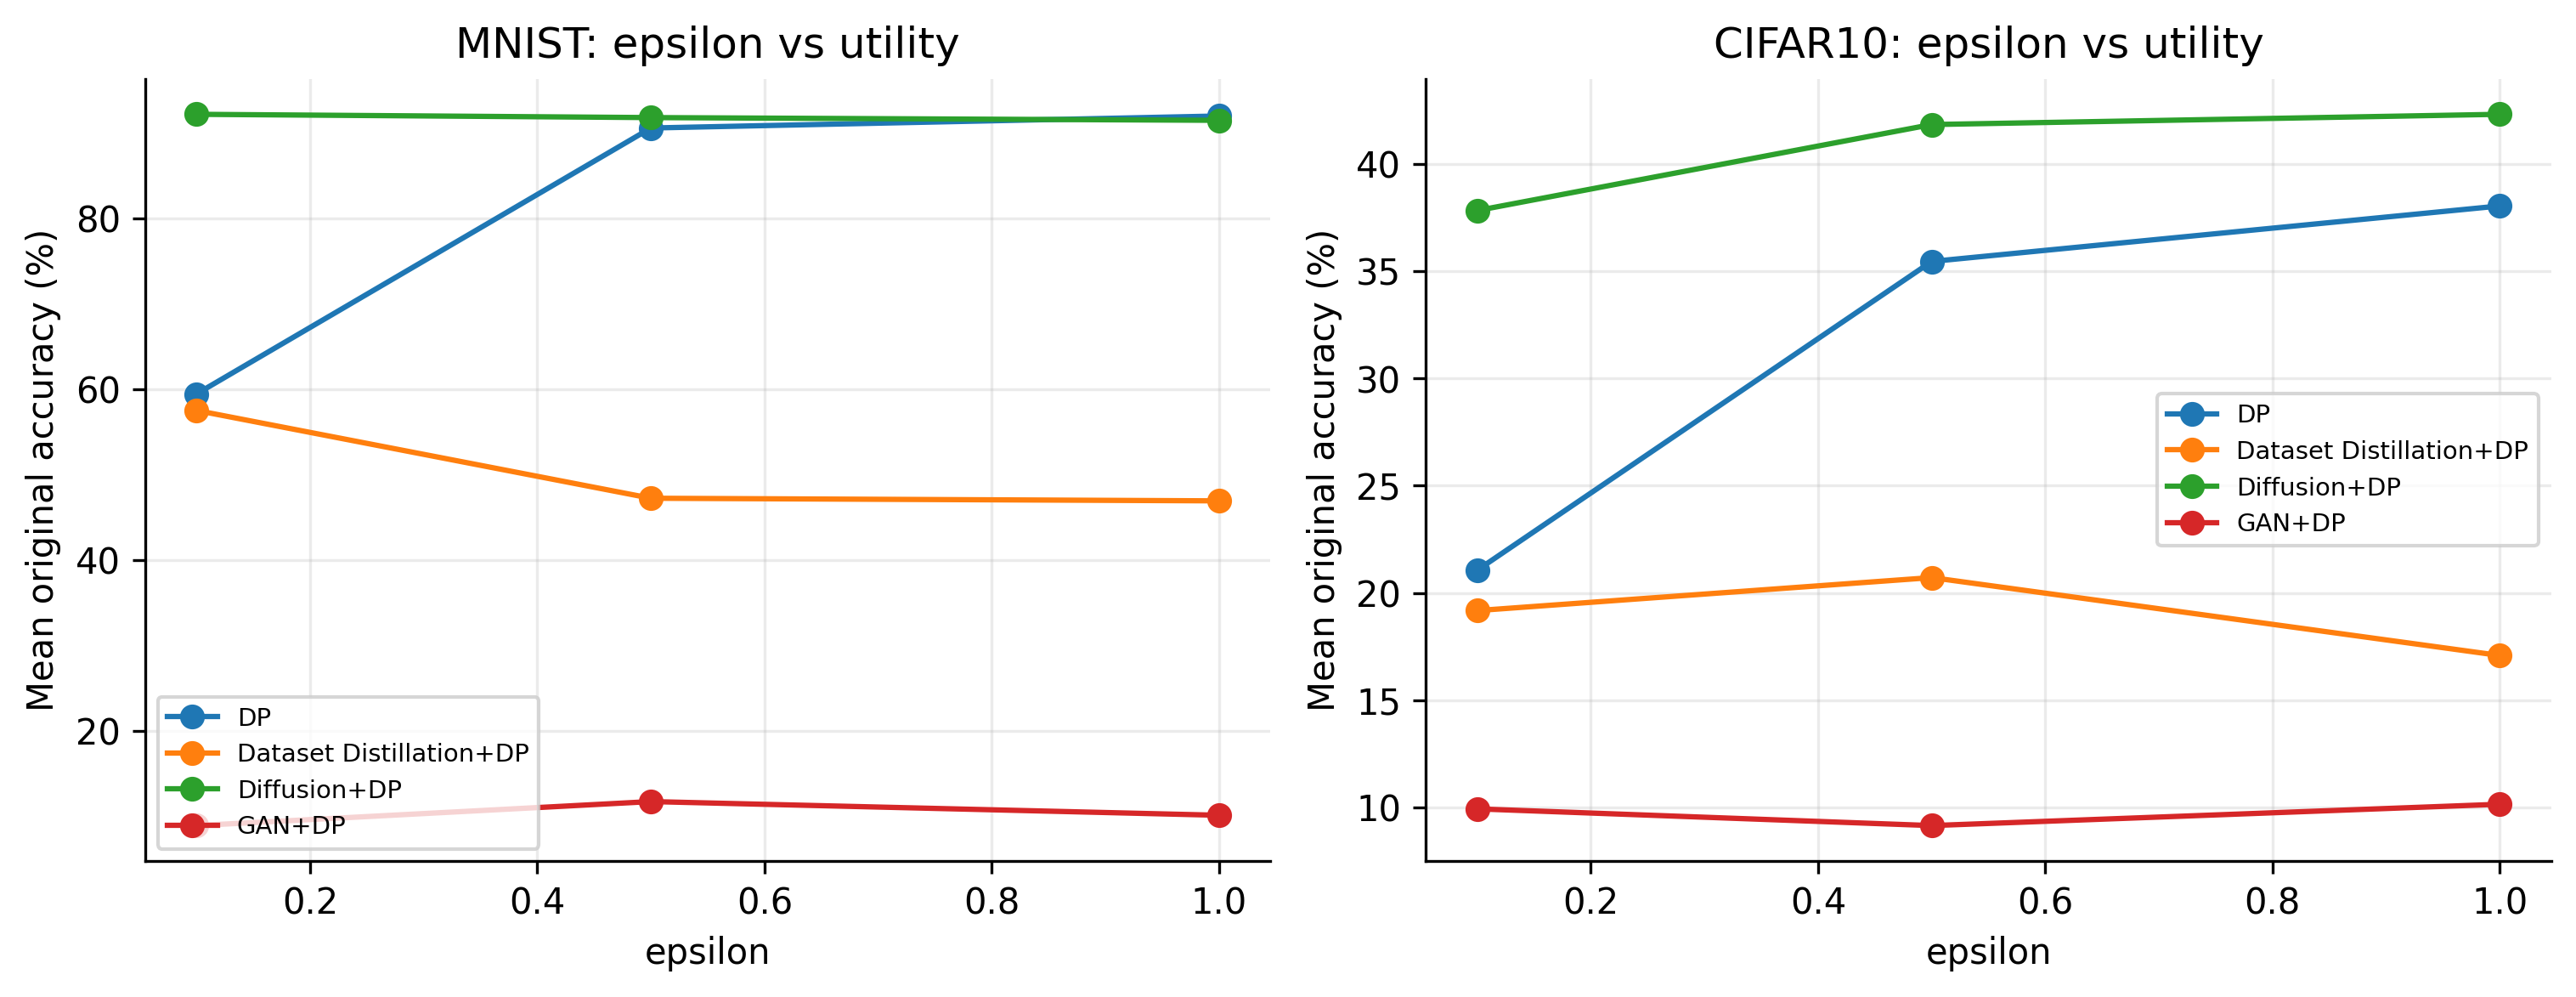 MNIST: epsilon vs utility
Mean original accuracy (%)
80
60
40
20
DP
Dataset Distillation+DP
Diffusion+DP
GAN+DP
0.2 0.4 0.6 0.8 1.0
epsilon
CIFAR10: epsilon vs utility
Mean original accuracy (%)
40
35
30
25
20
15
10
DP
Dataset Distillation+DP
Diffusion+DP
GAN+DP
0.2 0.4 0.6 0.8 1.0
epsilon